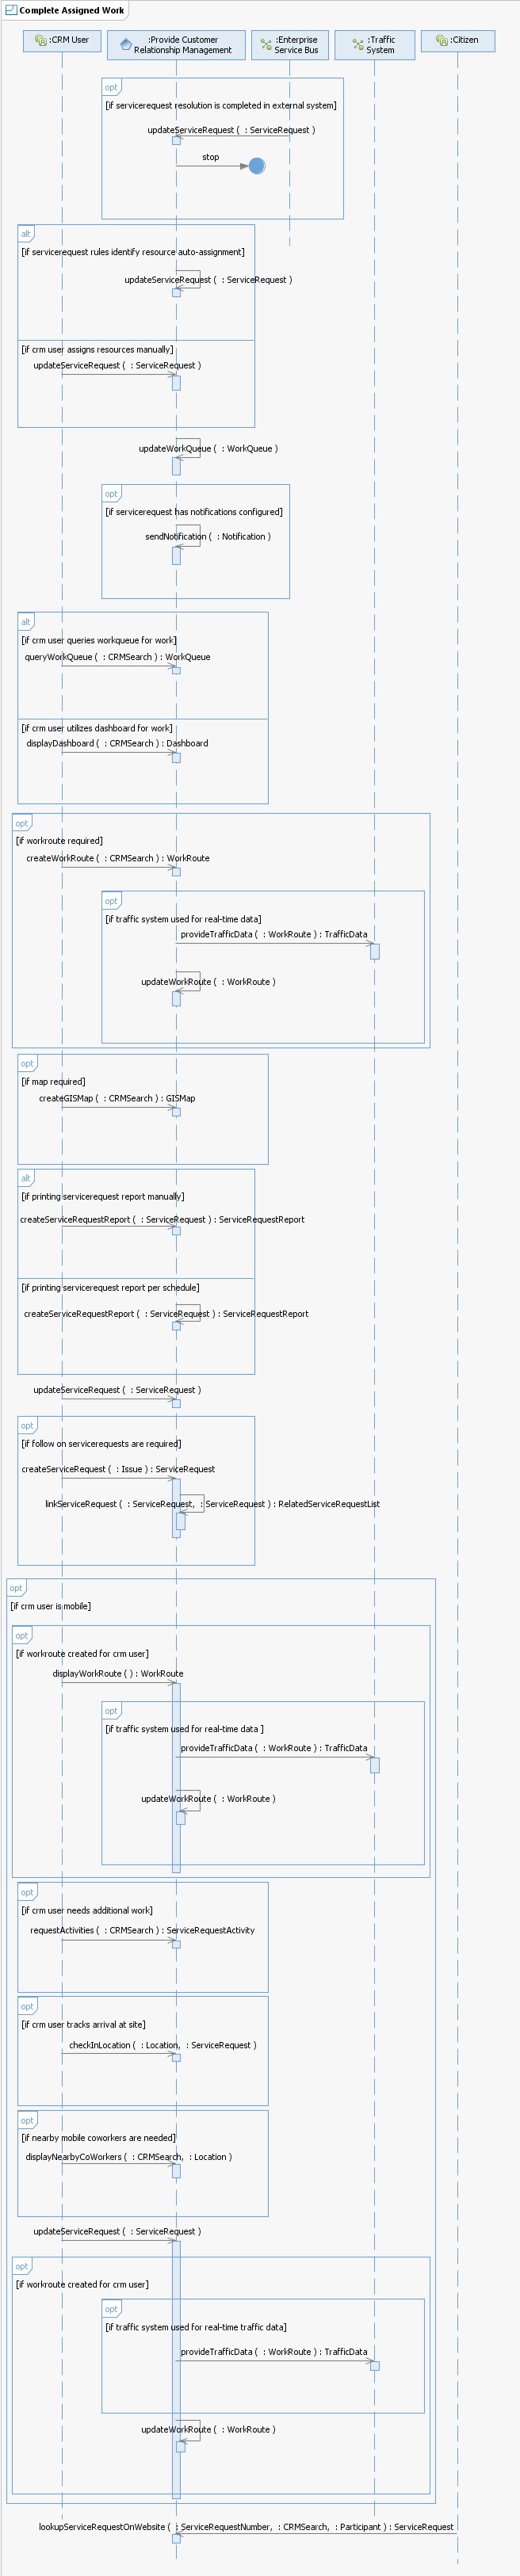 Complete Assigned Work
:CRM User
:Provide Customer
Relationship Management
:Enterprise
Service Bus
:Traffic
System
:Citizen
opt
[if servicerequest resolution is completed in external system]
updateServiceRequest ( : ServiceRequest )
stop
alt
[if servicerequest rules identify resource auto-assignment]
updateServiceRequest ( : ServiceRequest )
[if crm user assigns resources manually]
updateServiceRequest ( : ServiceRequest )
updateWorkQueue ( : WorkQueue )
opt
[if servicerequest has notifications configured]
sendNotification ( : Notification )
alt
[if crm user queries workqueue for work]
queryWorkQueue ( : CRMSearch ) : WorkQueue
[if crm user utilizes dashboard for work]
displayDashboard ( : CRMSearch ) : Dashboard
opt
[if workroute required]
createWorkRoute ( : CRMSearch ) : WorkRoute
opt
[if traffic system used for real-time data]
provideTrafficData ( : WorkRoute ) : TrafficData
updateWorkRoute ( : WorkRoute )
opt
[if map required]
createGISMap ( : CRMSearch ) : GISMap
alt
[if printing servicerequest report manually]
createServiceRequestReport ( : ServiceRequest ) : ServiceRequestReport
[if printing servicerequest report per schedule]
createServiceRequestReport ( : ServiceRequest ) : ServiceRequestReport
updateServiceRequest ( : ServiceRequest )
opt
[if follow on servicerequests are required]
createServiceRequest ( : Issue ) : ServiceRequest
linkServiceRequest ( : ServiceRequest, : ServiceRequest ) : RelatedServiceRequestList
opt
[if crm user is mobile]
opt
[if workroute created for crm user]
displayWorkRoute ( ) : WorkRoute
opt
[if traffic system used for real-time data ]
provideTrafficData ( : WorkRoute ) : TrafficData
updateWorkRoute ( : WorkRoute )
opt
[if crm user needs additional work]
requestActivities ( : CRMSearch ) : ServiceRequestActivity
opt
[if crm user tracks arrival at site]
checkInLocation ( : Location, : ServiceRequest )
opt
[if nearby mobile coworkers are needed]
displayNearbyCoWorkers ( : CRMSearch, : Location )
updateServiceRequest ( : ServiceRequest )
opt
[if workroute created for crm user]
opt
[if traffic system used for real-time traffic data]
provideTrafficData ( : WorkRoute ) : TrafficData
updateWorkRoute ( : WorkRoute )
lookupServiceRequestOnWebsite ( : ServiceRequestNumber, : CRMSearch, : Participant ) : ServiceRequest